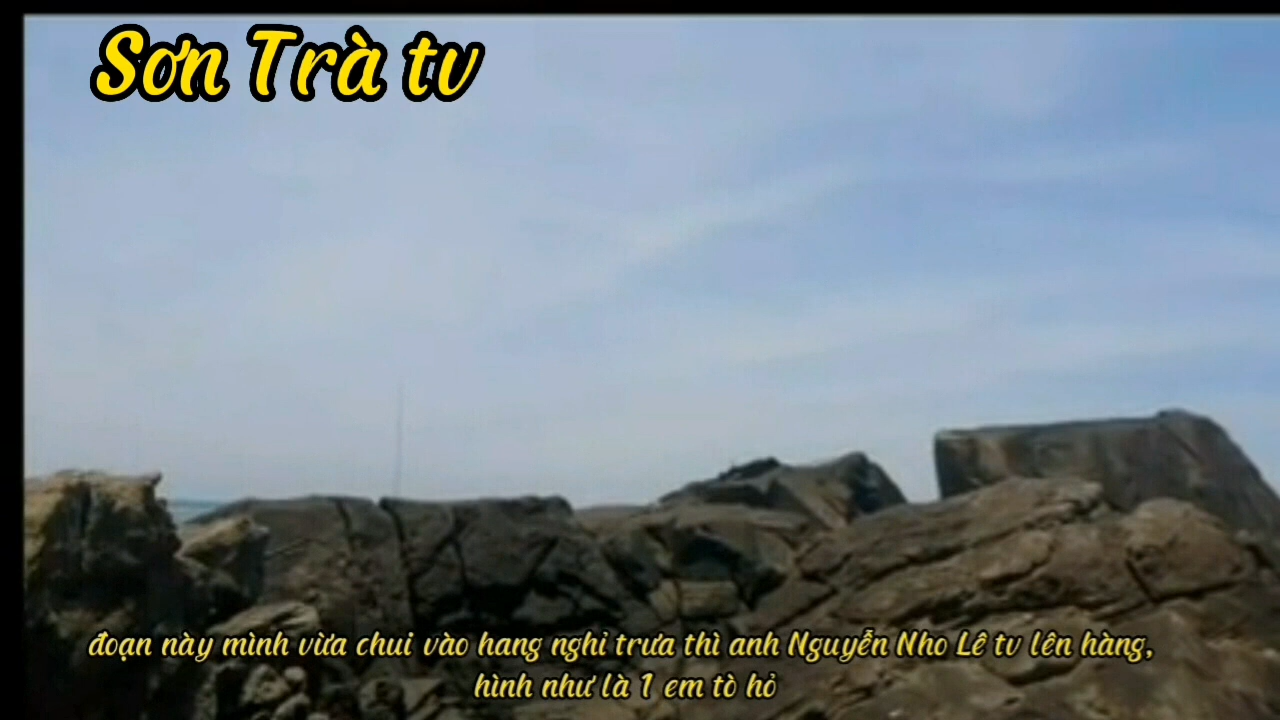 Sơn Trà tv
đoạn này mình vừa chui vào hang nghỉ trưa thì anh Nguyễn Nho Lê tv lên hàng,
hình như là 1 em tò hỏ